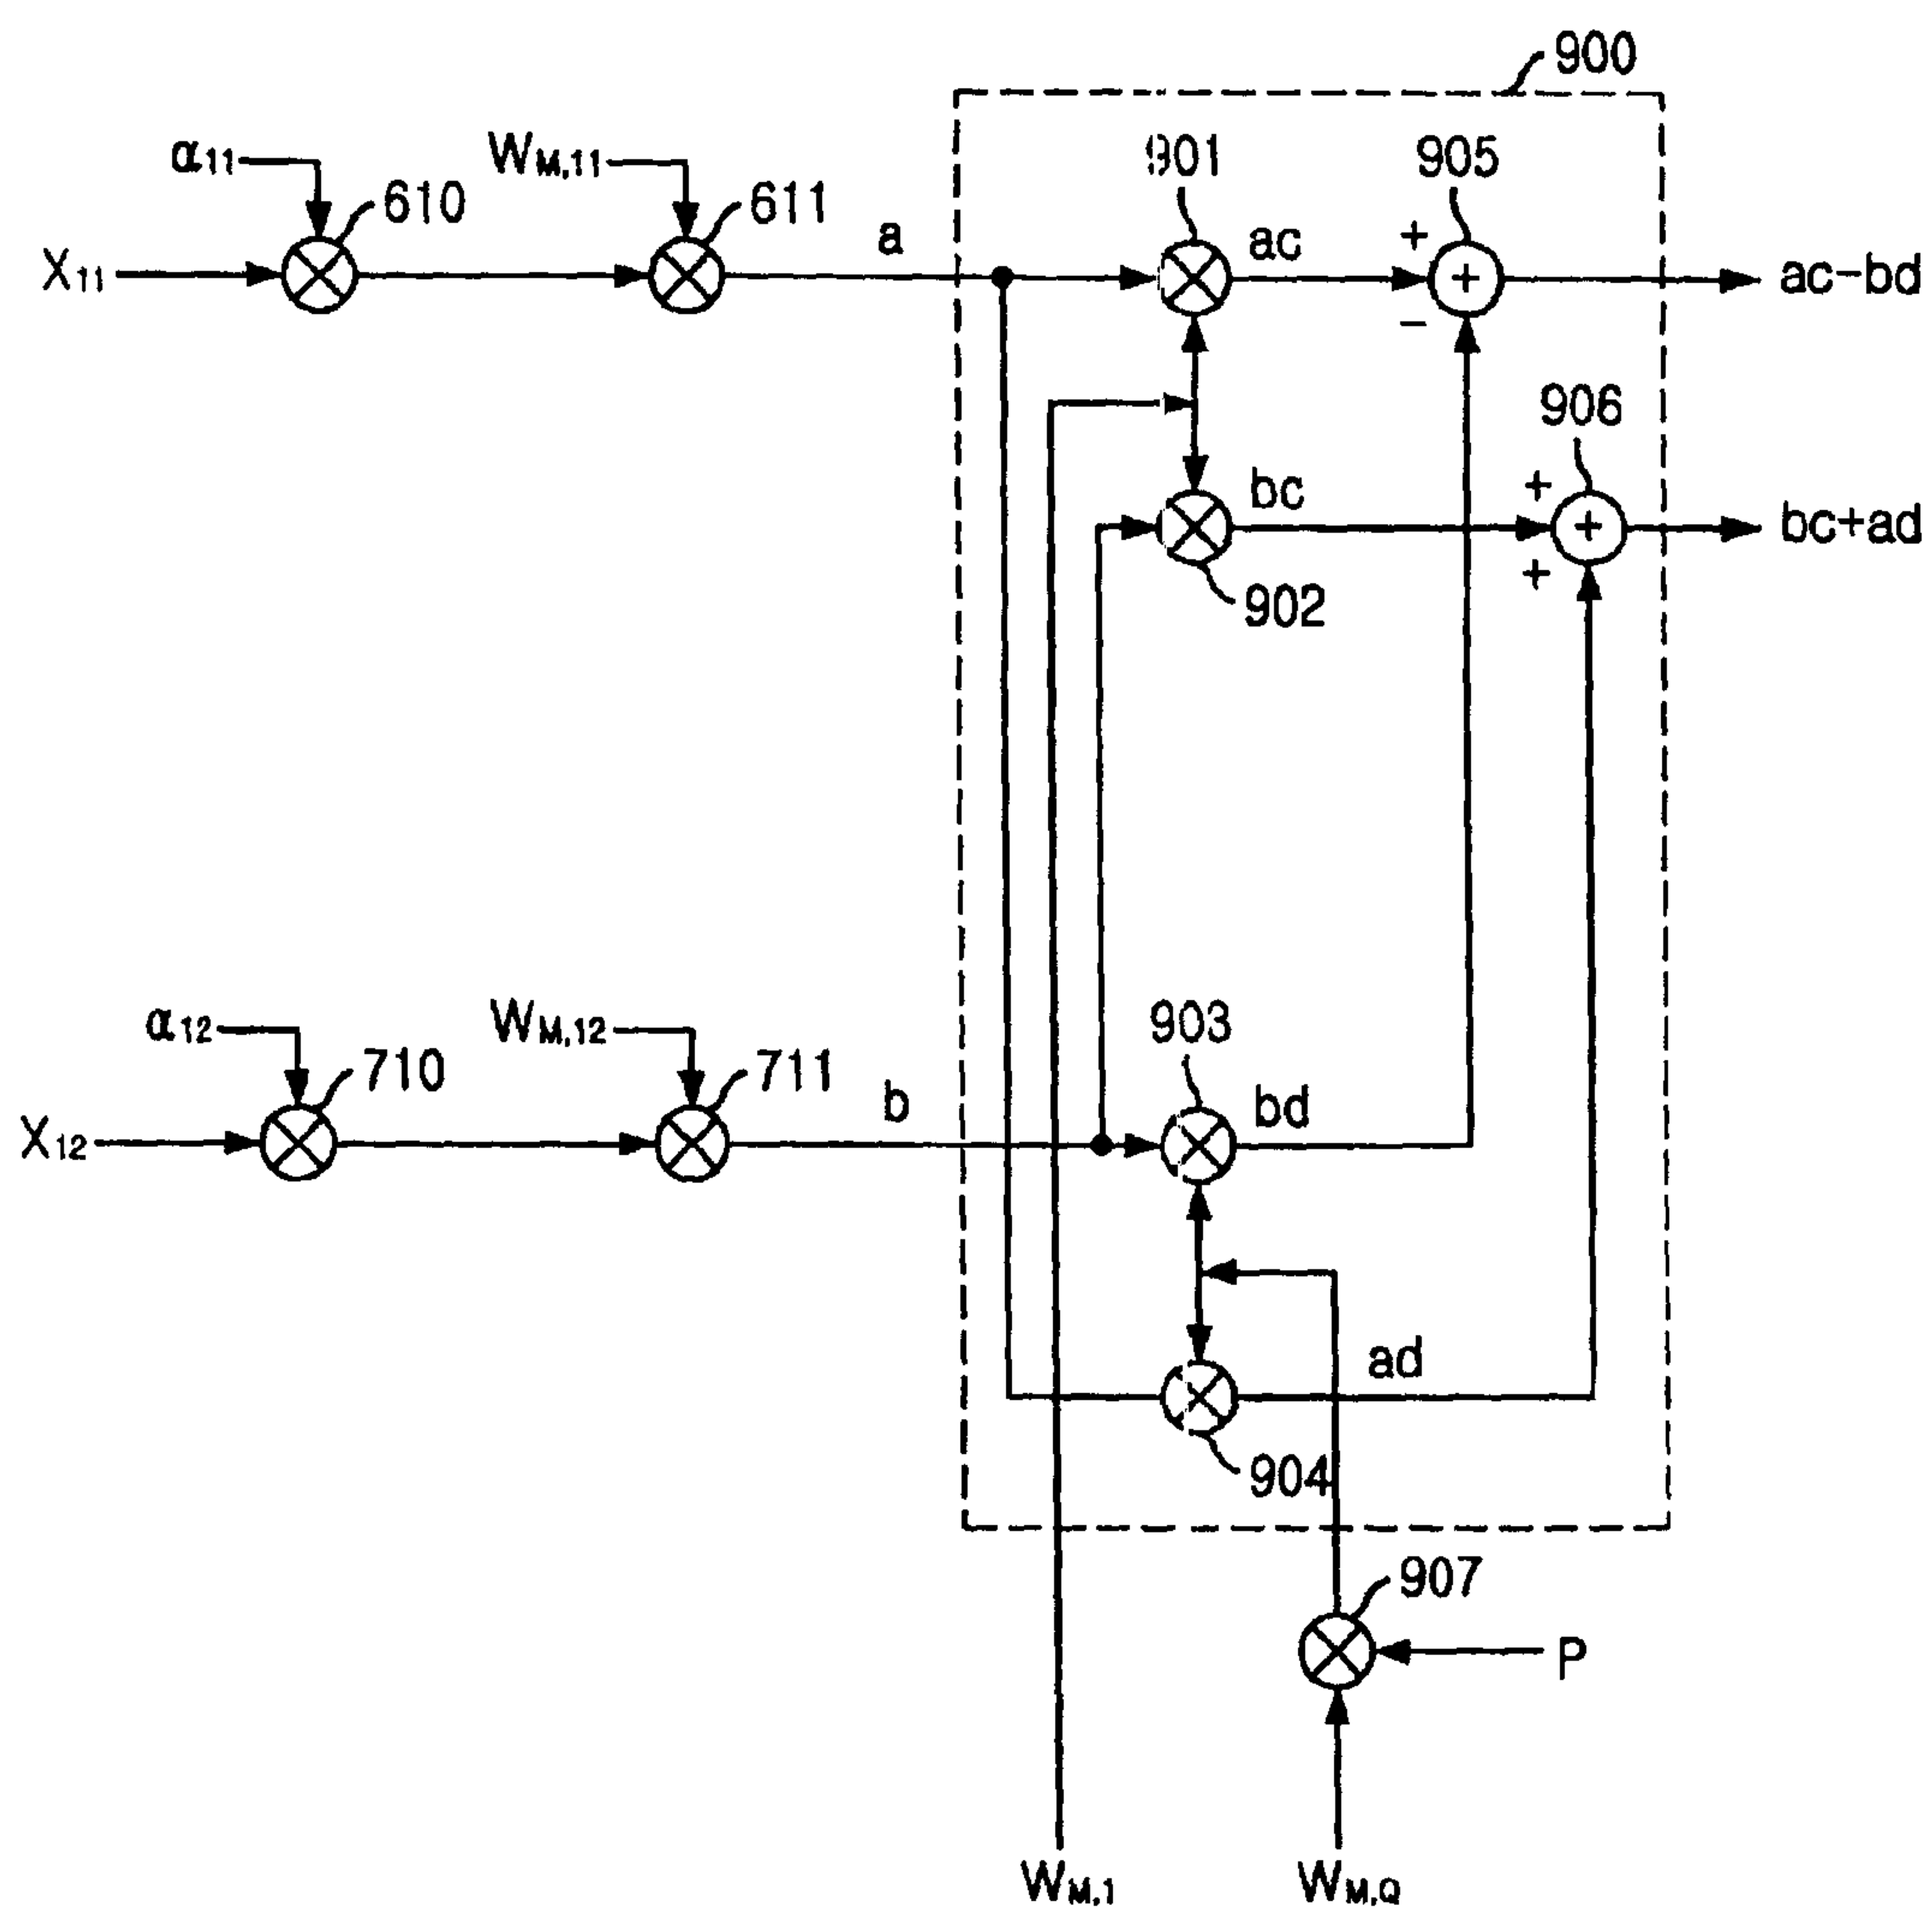 900
α11
WM,11
901
905
610
611
a
ac
+
X11
+
ac-bd
-
906
bc
+
+
bc+ad
+
902
α12
WM,12
903
710
711
b
bd
X12
ad
904
907
P
WM,1
WM,Q